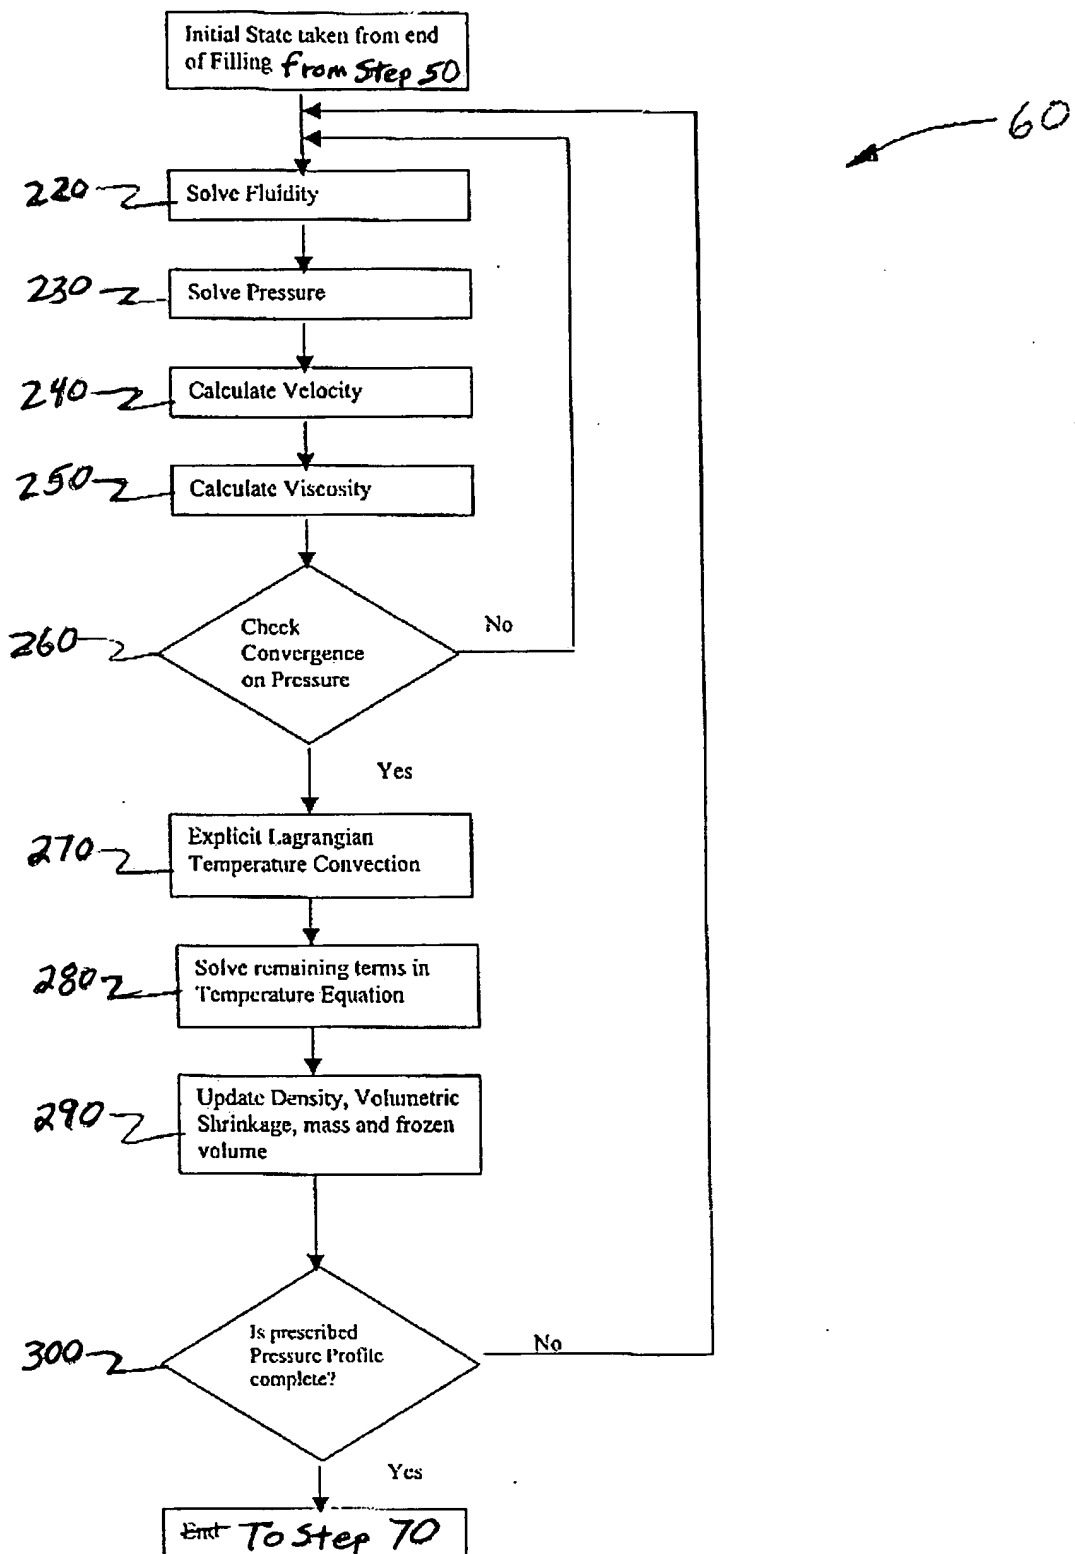 Initial State taken from end
of Filling from Step 50
60
220
Solve Fluidity
230
Solve Pressure
240
Calculate Velocity
250
Calculate Viscosity
260
Check
Convergence
on Pressure
No
Yes
270
Explicit Lagrangian
Temperature Convection
280
Solve remaining terms in
Temperature Equation
290
Update Density, Volumetric
Shrinkage, mass and frozen
volume
300
Is prescribed
Pressure Profile
complete?
No
Yes
End To Step 70